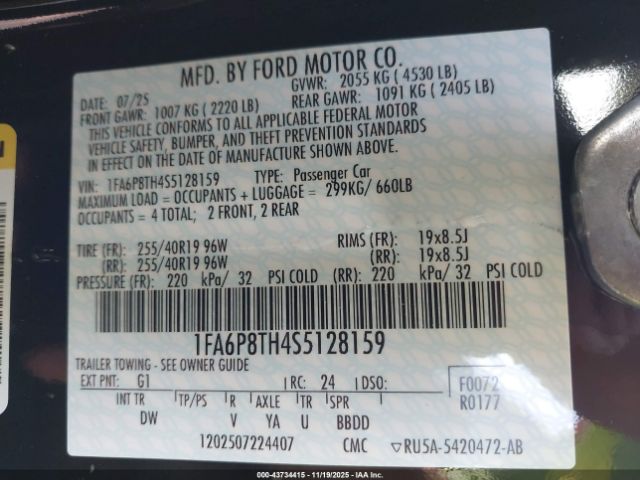 MFD. BY FORD MOTOR CO.
DATE: 07/25 GVWR: 2055 KG ( 4530 LB)
FRONT GAWR: 1007 KG ( 2220 LB) REAR GAWR: 1091 KG ( 2405 LB)
THIS VEHICLE CONFORMS TO ALL APPLICABLE FEDERAL MOTOR
VEHICLE SAFETY, BUMPER, AND THEFT PREVENTION STANDARDS
IN EFFECT ON THE DATE OF MANUFACTURE SHOWN ABOVE.
VIN: 1FA6P8TH4S5128159 TYPE: Passenger Car
MAXIMUM LOAD = OCCUPANTS + LUGGAGE = 299KG/ 660LB
OCCUPANTS = 4 TOTAL; 2 FRONT, 2 REAR
TIRE (FR): 255/40R19 96W RIMS (FR): 19x8.5J
(RR): 255/40R19 96W (RR): 19x8.5J
PRESSURE (FR): 220 kPa/ 32 PSI COLD (RR): 220 kPa/ 32 PSI COLD
1FA6P8TH4S5128159
TRAILER TOWING - SEE OWNER GUIDE
EXT PNT: G1 RC: 24 DSO: F0072
R0177
INT TR TP/PS R AXLE TR SPR
DW V YA U BBDD
1202507224407 CMC ▽RU5A-5420472-AB
000-43734415 - 11/19/2025 - COPYRIGHT IAA, LLC